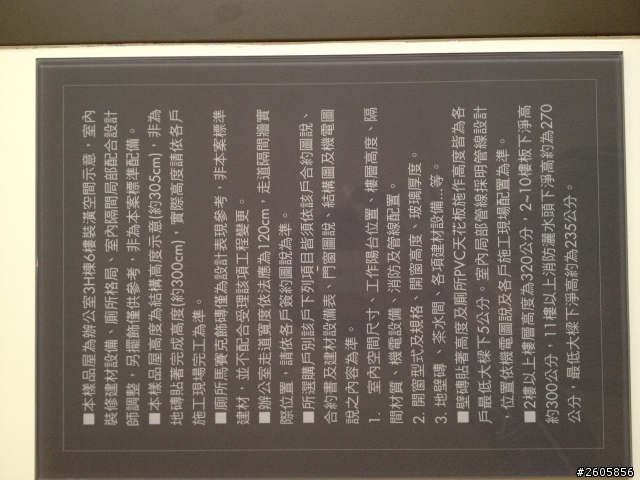 ■本樣品屋為辦公室3H棟6樓裝潢空間示意，室內
裝修建材設備、廁所格局、室內隔間局部配合設計
師調整，另擺飾僅供參考，非為本案標準配備。
■本樣品屋高度為結構高度示意(約305cm)，非為
地磚貼著完成高度(約300cm)，實際高度請依各戶
施工現場完工為準。
■廁所馬賽克飾磚僅為設計表現參考，非本案標準
建材，並不配合受理該項工程變更。
■辦公室走道寬度依法應為120cm，走道隔間牆實
際位置，請依各戶簽約圖說為準。
■所選購戶別該戶下列項目皆須依該戶合約圖說、
合約書及建材設備表、門窗圖說、結構圖及機電圖
說之內容為準。
1. 室內空間尺寸、工作陽台位置、樓層高度、隔
間材質、機電設備、消防及管線配置。
2. 開窗型式及規格、開窗高度、玻璃厚度。
3. 地壁磚、茶水間、各項建材設備...等。
■壁磚貼著高度及廁所PVC天花板施作高度皆為各
戶最低大樑下5公分。室內局部管線採明管線設計
，位置依機電圖說及各戶施工現場配置為準。
■2樓以上樓層高度為320公分，2~10樓板下淨高
約300公分，11樓以上消防灑水頭下淨高約為270
公分，最低大樑下淨高約為235公分。
#2605856